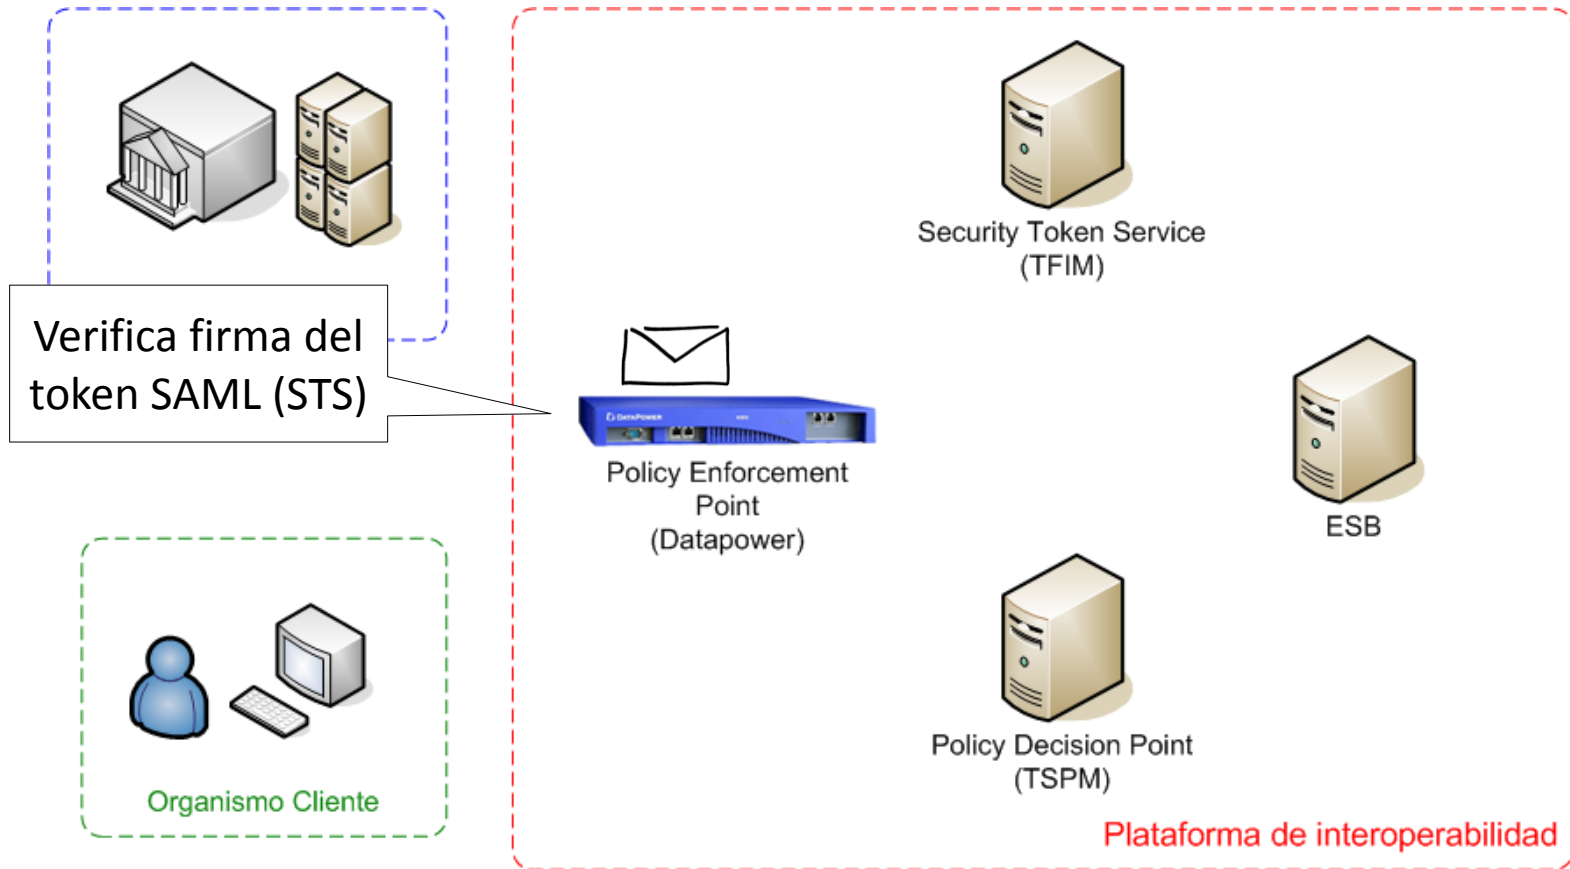 Security Token Service
(TFIM)
Verifica firma del
token SAML (STS)
DATAPOWER
Policy Enforcement
Point
(Datapower)
ESB
Policy Decision Point
(TSPM)
Organismo Cliente
Plataforma de interoperabilidad